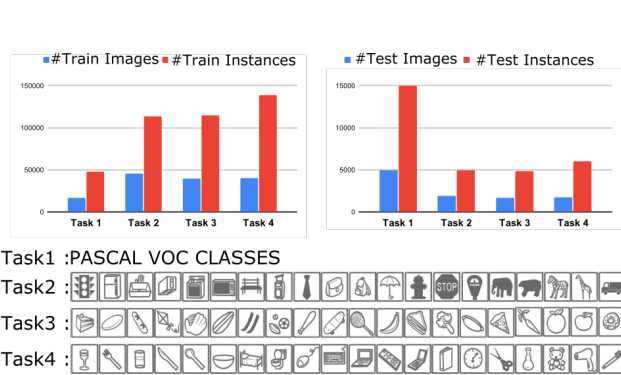 #Train Images #Train Instances
#Test Images #Test Instances
150000
100000
50000
0
Task 1 Task 2 Task 3 Task 4
15000
10000
5000
0
Task 1 Task 2 Task 3 Task 4
Task1 :PASCAL VOC CLASSES
Task2 :
STOP
Task3 :
Task4 :